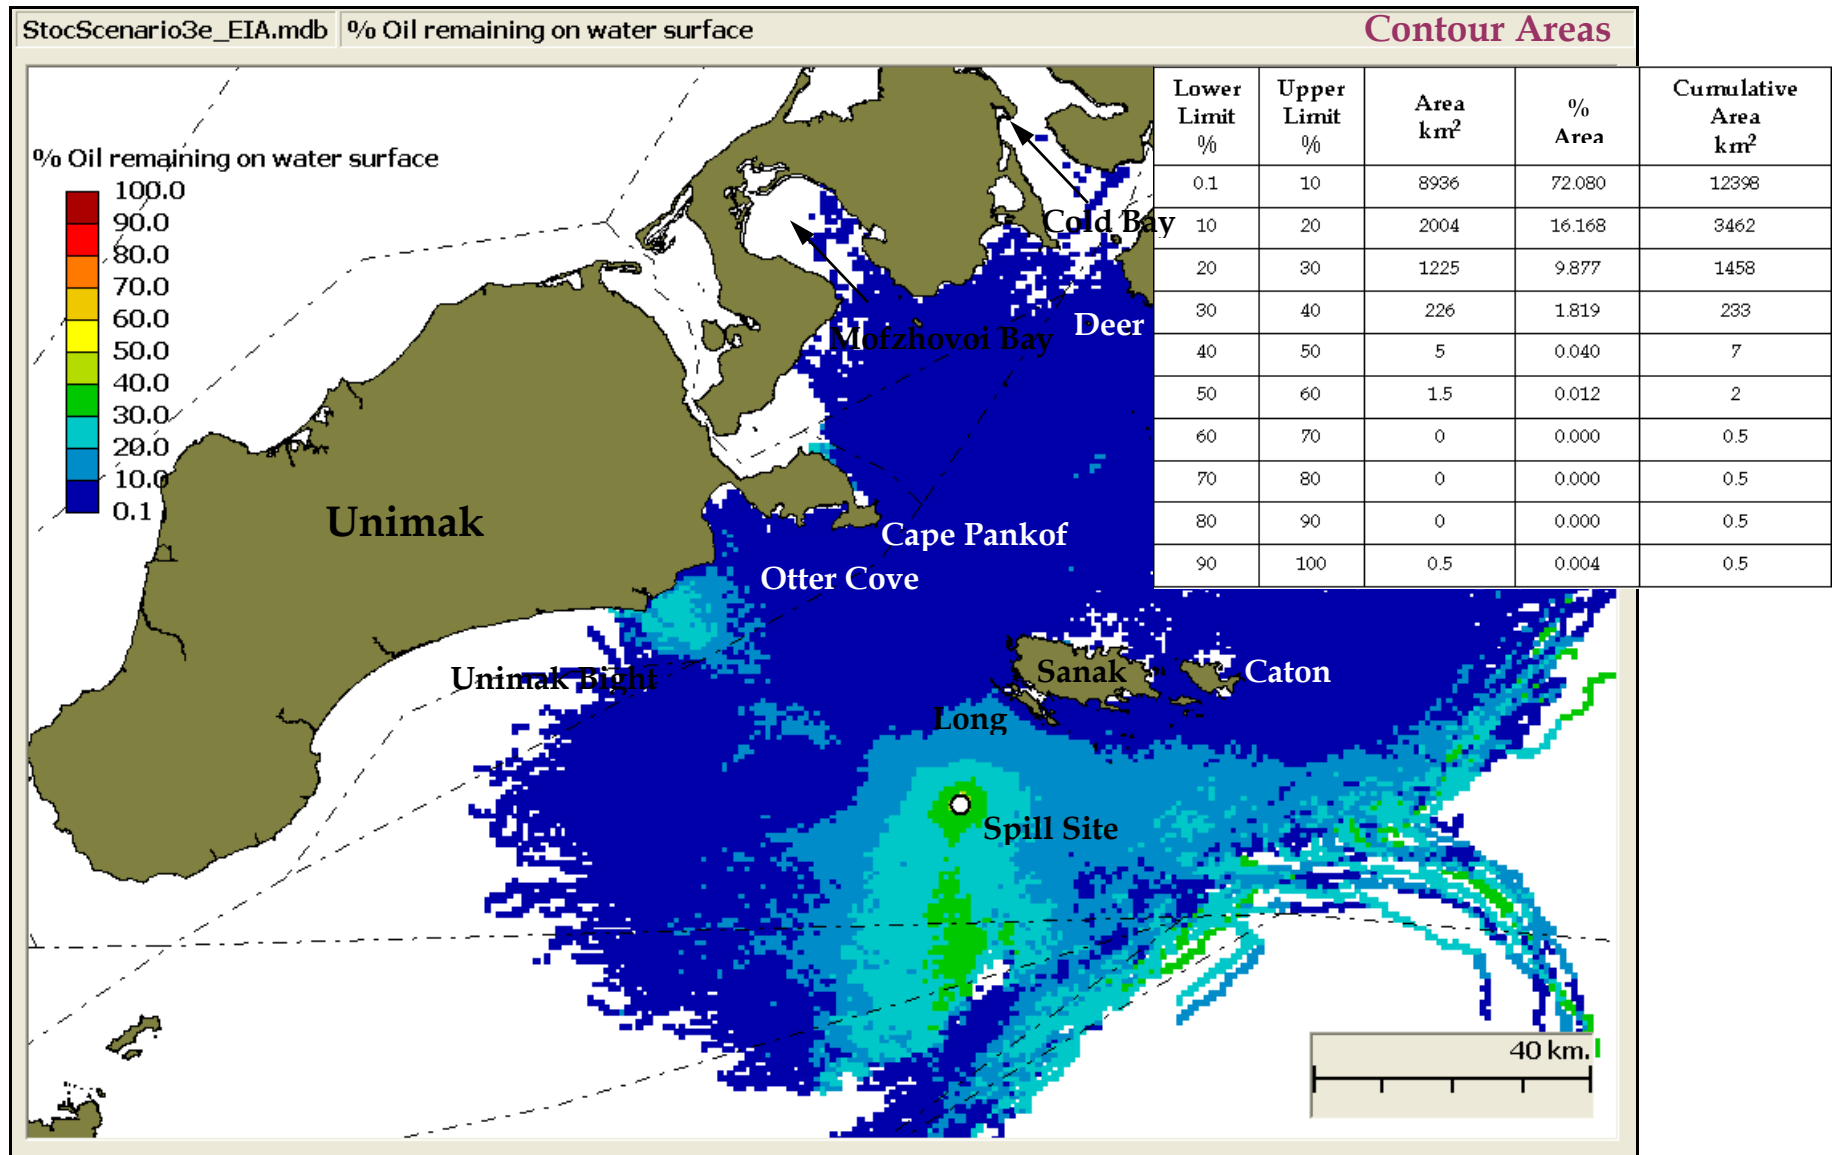 StocScenario3e_EIA.mdb % Oil remaining on water surface Contour Areas
% Oil remaining on water surface
100.0
90.0
80.0
70.0
60.0
50.0
40.0
30.0
20.0
10.0
0.1
Lower Limit % Upper Limit % Area km² % Area Cumulative Area km²
0.1 10 8936 72.080 12398
10 20 2004 16.168 3462
20 30 1225 9.877 1458
30 40 226 1.819 233
40 50 5 0.040 7
50 60 1.5 0.012 2
60 70 0 0.000 0.5
70 80 0 0.000 0.5
80 90 0 0.000 0.5
90 100 0.5 0.004 0.5
Cold Bay
Mofzhovoi Bay
Deer
Unimak
Cape Pankof
Otter Cove
Unimak Bight
Sanak
Caton
Long
Spill Site
40 km.